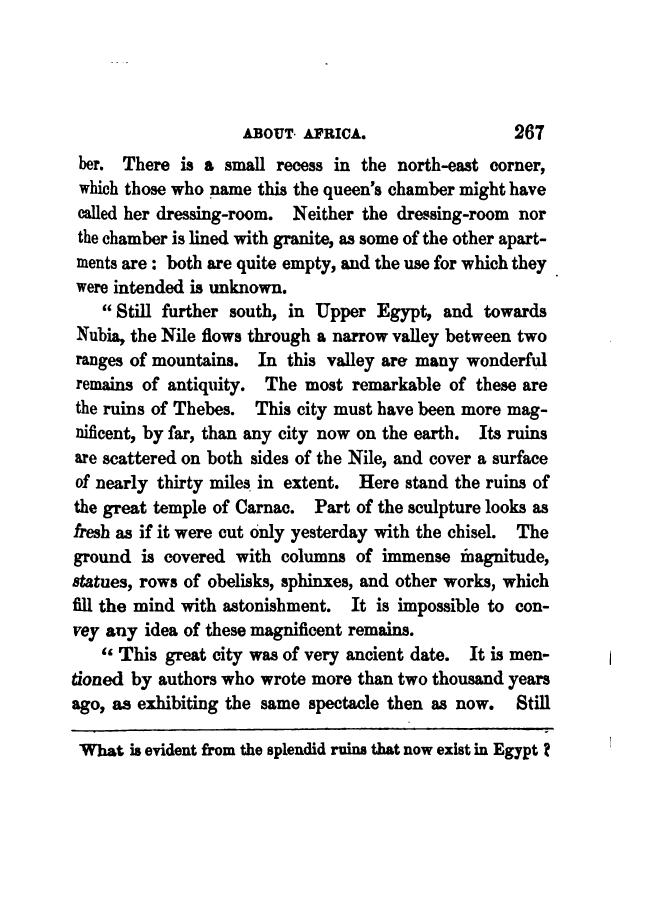 ABOUT AFRICA. 267
ber. There is a small recess in the north-east corner,
which those who name this the queen's chamber might have
called her dressing-room. Neither the dressing-room nor
the chamber is lined with granite, as some of the other apart-
ments are : both are quite empty, and the use for which they
were intended is unknown.
“ Still further south, in Upper Egypt, and towards
Nubia, the Nile flows through a narrow valley between two
ranges of mountains. In this valley are many wonderful
remains of antiquity. The most remarkable of these are
the ruins of Thebes. This city must have been more mag-
nificent, by far, than any city now on the earth. Its ruins
are scattered on both sides of the Nile, and cover a surface
of nearly thirty miles in extent. Here stand the ruins of
the great temple of Carnac. Part of the sculpture looks as
fresh as if it were cut only yesterday with the chisel. The
ground is covered with columns of immense magnitude,
statues, rows of obelisks, sphinxes, and other works, which
fill the mind with astonishment. It is impossible to con-
vey any idea of these magnificent remains.
“ This great city was of very ancient date. It is men-
tioned by authors who wrote more than two thousand years
ago, as exhibiting the same spectacle then as now. Still
What is evident from the splendid ruins that now exist in Egypt ?